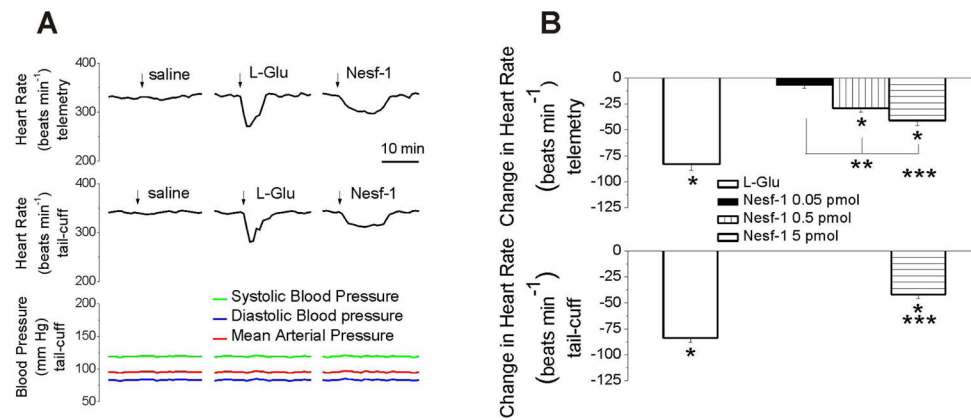 A
Heart Rate
(beats min-1)
telemetry
400
300
200
saline
L-Glu
Nesf-1
10 min
Heart Rate
(beats min-1)
tail-cuff
400
300
200
saline
L-Glu
Nesf-1
Blood Pressure
(mm Hg)
tail-cuff
200
150
100
50
Systolic Blood Pressure
Diastolic Blood pressure
Mean Arterial Pressure
B
Change in Heart Rate
(beats min-1)
telemetry
0
-25
-50
-75
-100
-125
*
*
*
**
***
L-Glu
Nesf-1 0.05 pmol
Nesf-1 0.5 pmol
Nesf-1 5 pmol
Change in Heart Rate
(beats min-1)
tail-cuff
0
-25
-50
-75
-100
-125
*
*
***